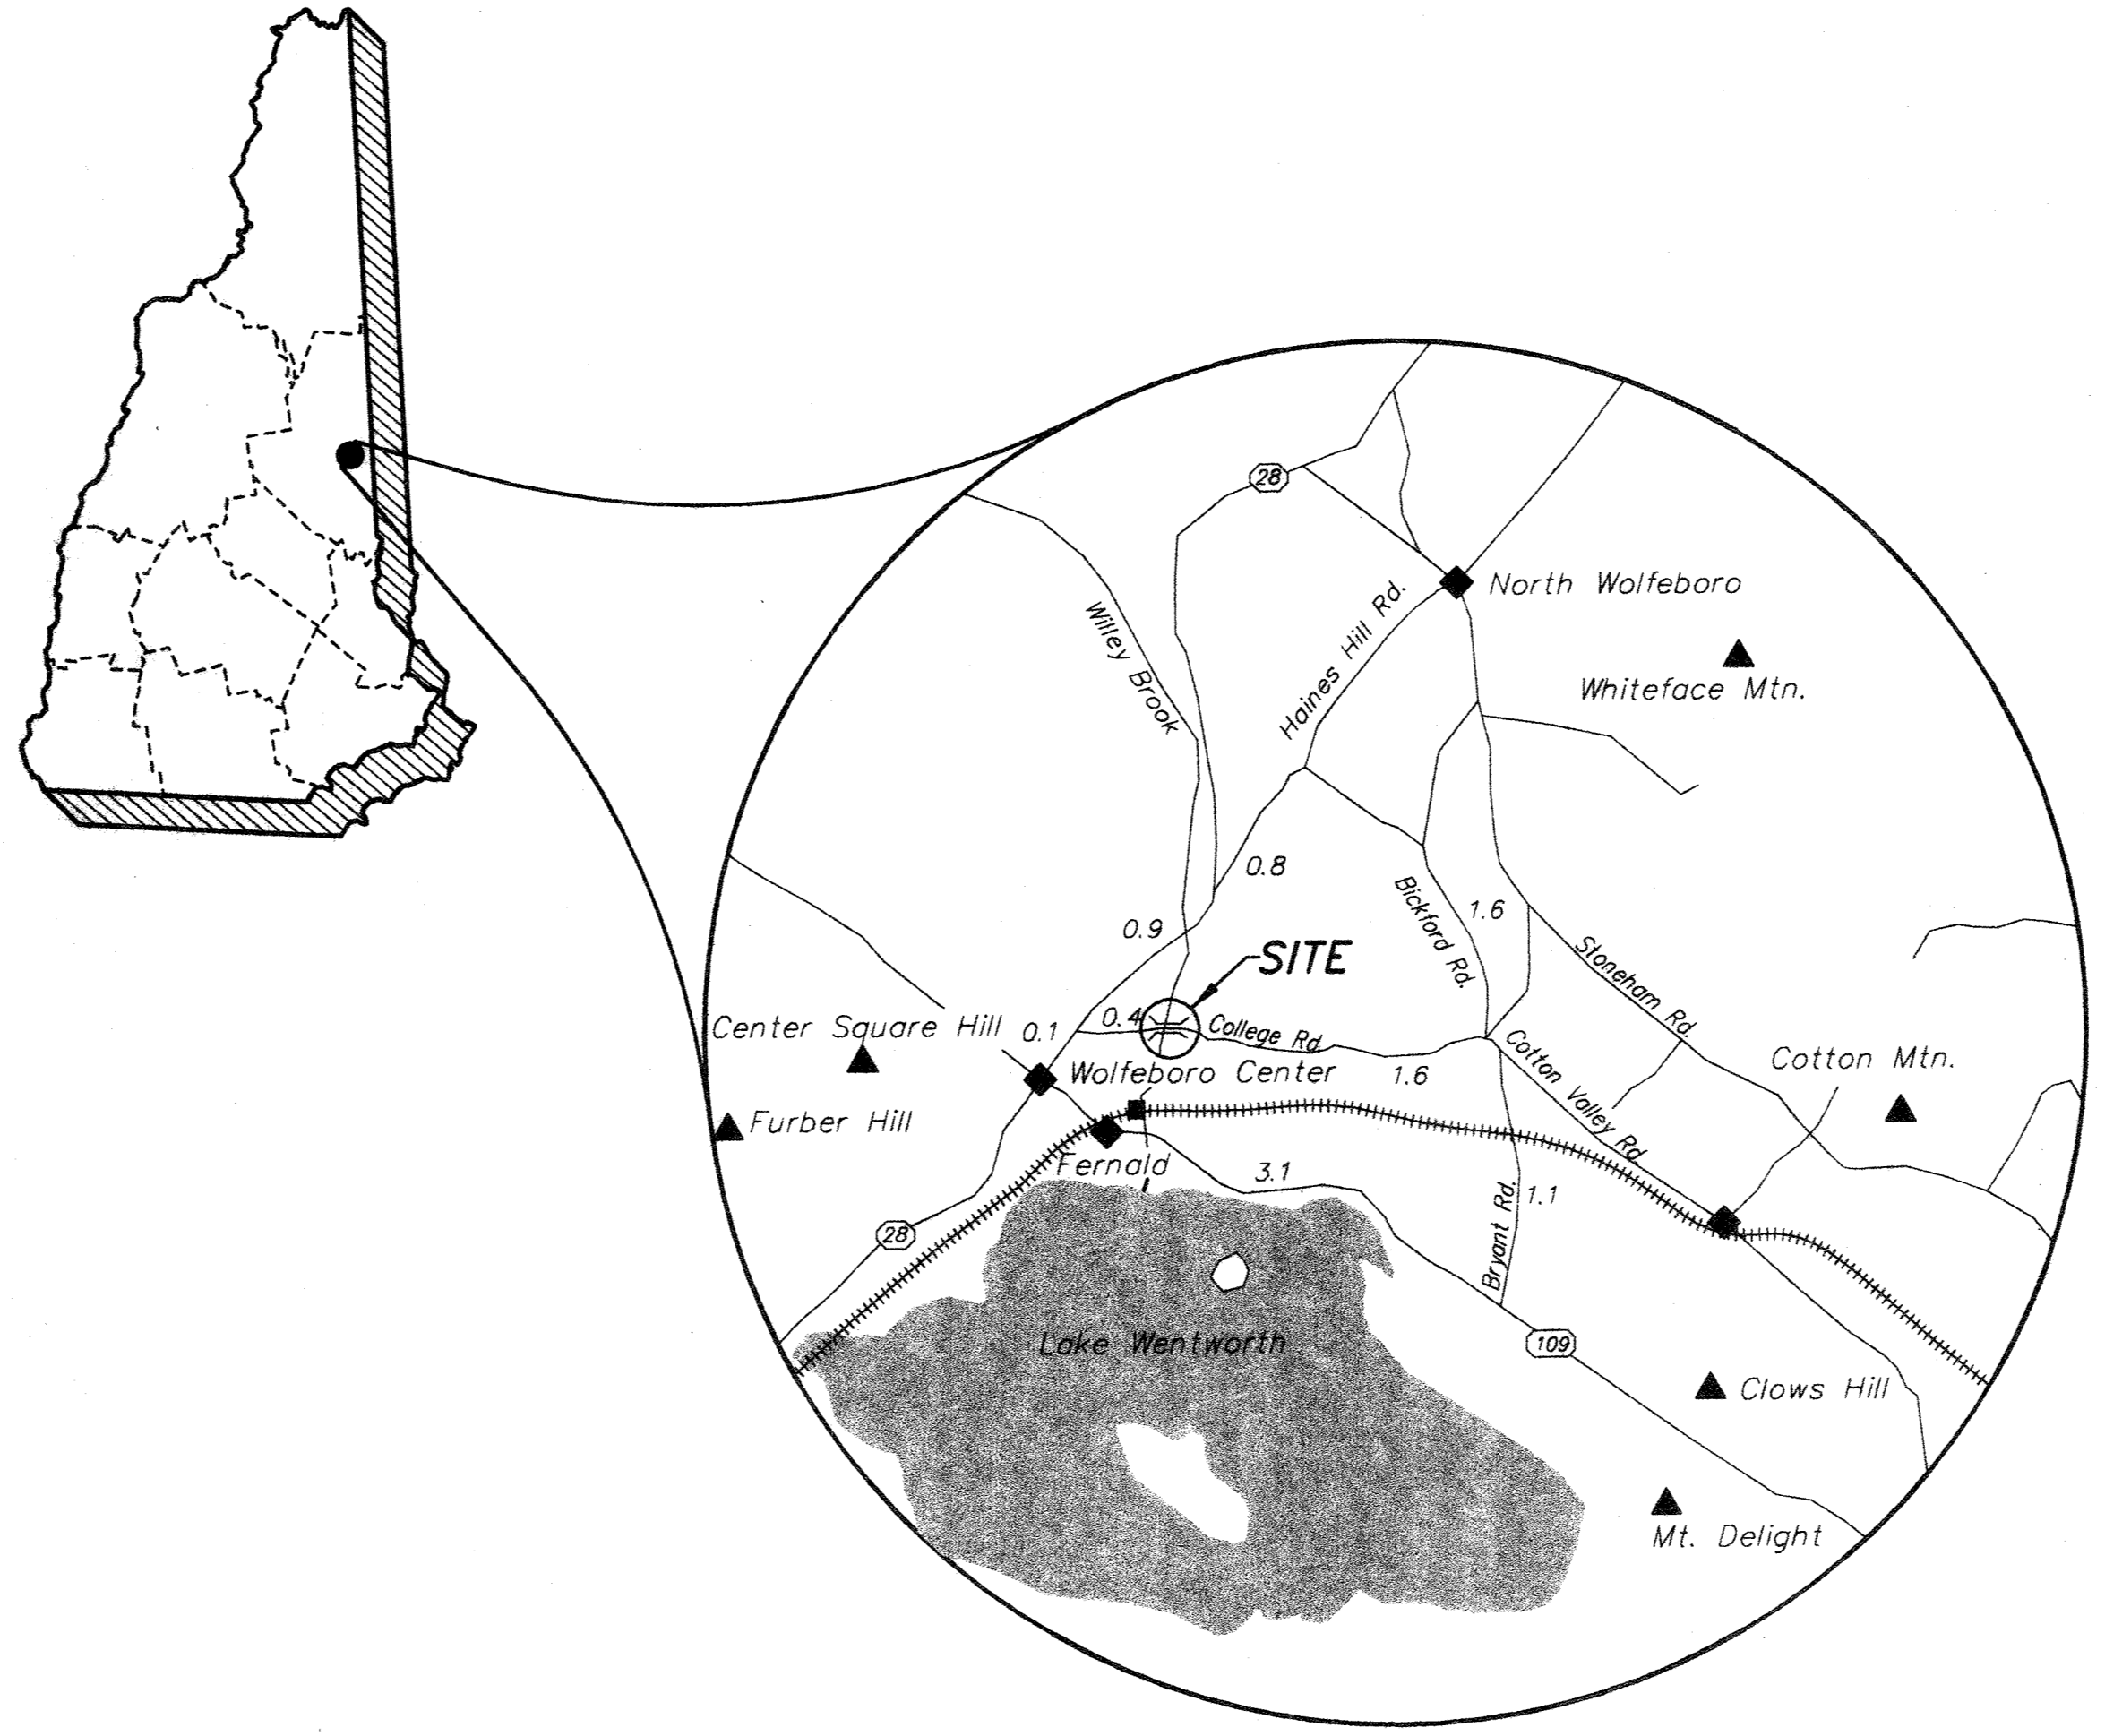 28
North Wolfeboro
Haines Hill Rd.
Willey Brook
Whiteface Mtn.
0.8
Bickford Rd.
1.6
0.9
SITE
Stoneham Rd.
Center Square Hill
0.1
0.4
College Rd.
Cotton Valley Rd.
Cotton Mtn.
Wolfeboro Center
1.6
Furber Hill
Fernald
3.1
Bryant Rd.
1.1
28
Lake Wentworth
109
Clows Hill
Mt. Delight